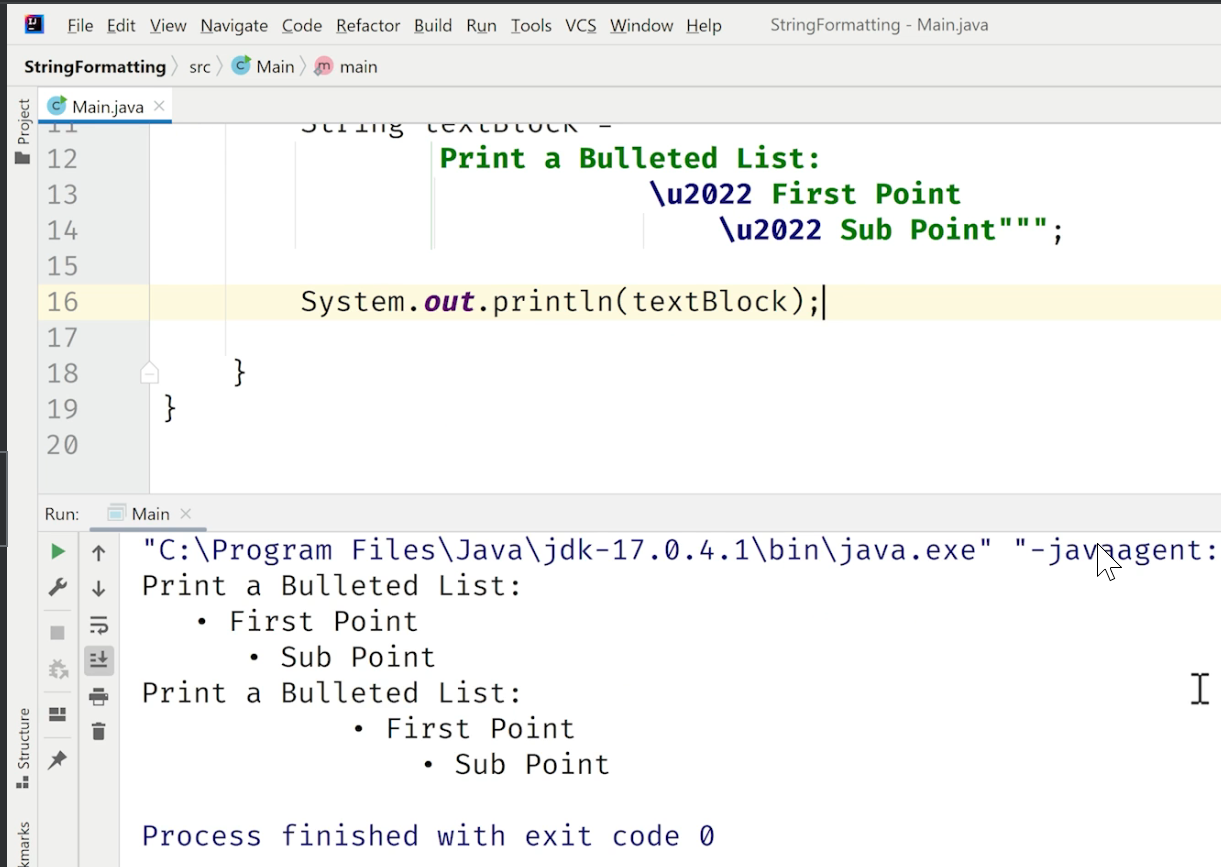 File Edit View Navigate Code Refactor Build Run Tools VCS Window Help StringFormatting - Main.java
StringFormatting src Main main
Project
Main.java
11 String textBlock =
12 Print a Bulleted List:
13 \u2022 First Point
14 \u2022 Sub Point""";
15
16 System.out.println(textBlock);
17
18 }
19 }
20
Run: Main
"C:\Program Files\Java\jdk-17.0.4.1\bin\java.exe" "-javaagent:
Print a Bulleted List:
• First Point
• Sub Point
Print a Bulleted List:
• First Point
• Sub Point
Structure
Process finished with exit code 0